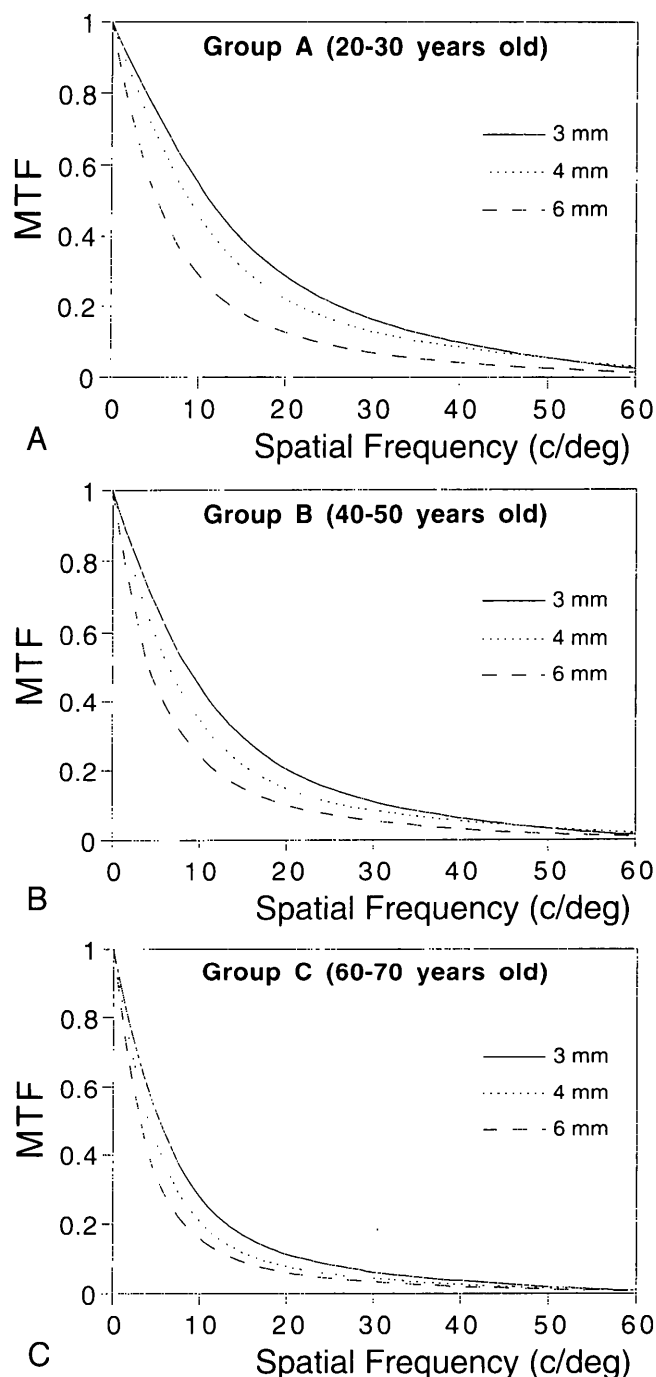 1
Group A (20-30 years old)
0.8
3 mm
0.6
4 mm
MTF
6 mm
0.4
0.2
0
0 10 20 30 40 50 60
A
Spatial Frequency (c/deg)
1
Group B (40-50 years old)
0.8
3 mm
0.6
4 mm
MTF
6 mm
0.4
0.2
0
0 10 20 30 40 50 60
B
Spatial Frequency (c/deg)
1
Group C (60-70 years old)
0.8
3 mm
0.6
4 mm
MTF
6 mm
0.4
0.2
0
0 10 20 30 40 50 60
C
Spatial Frequency (c/deg)